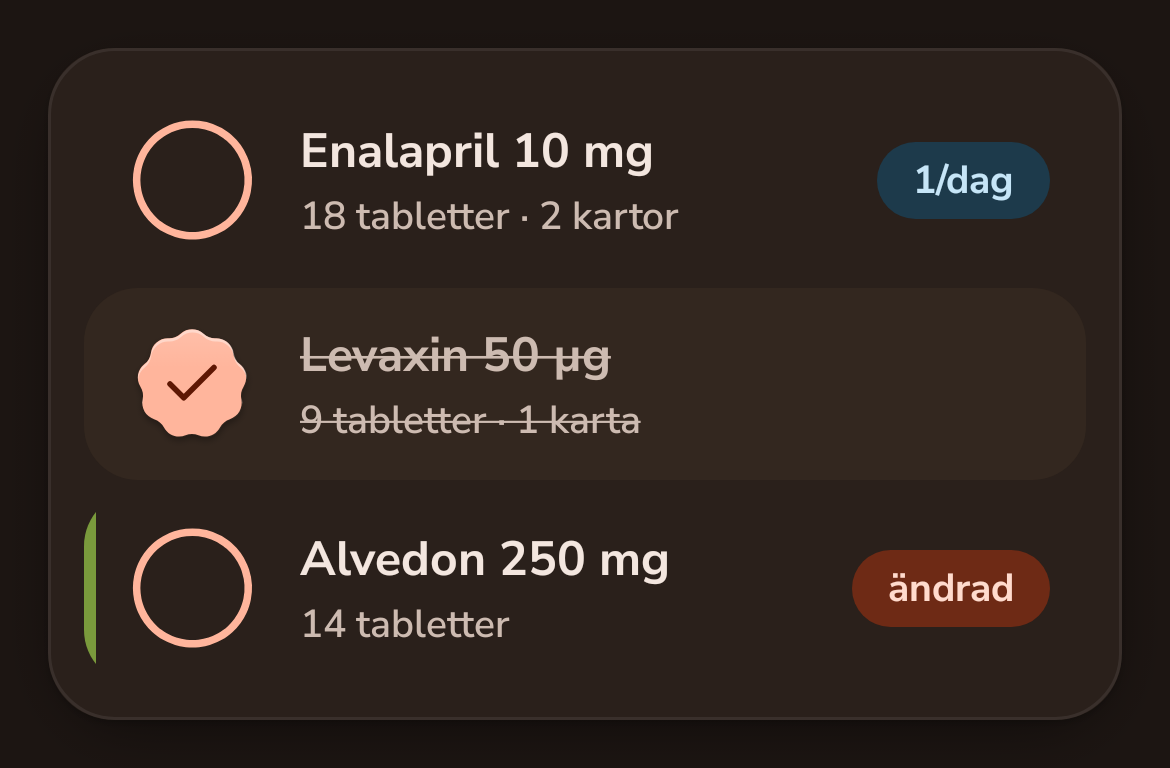 Enalapril 10 mg
18 tabletter · 2 kartor
1/dag
Levaxin 50 µg
9 tabletter · 1 karta
Alvedon 250 mg
14 tabletter
ändrad